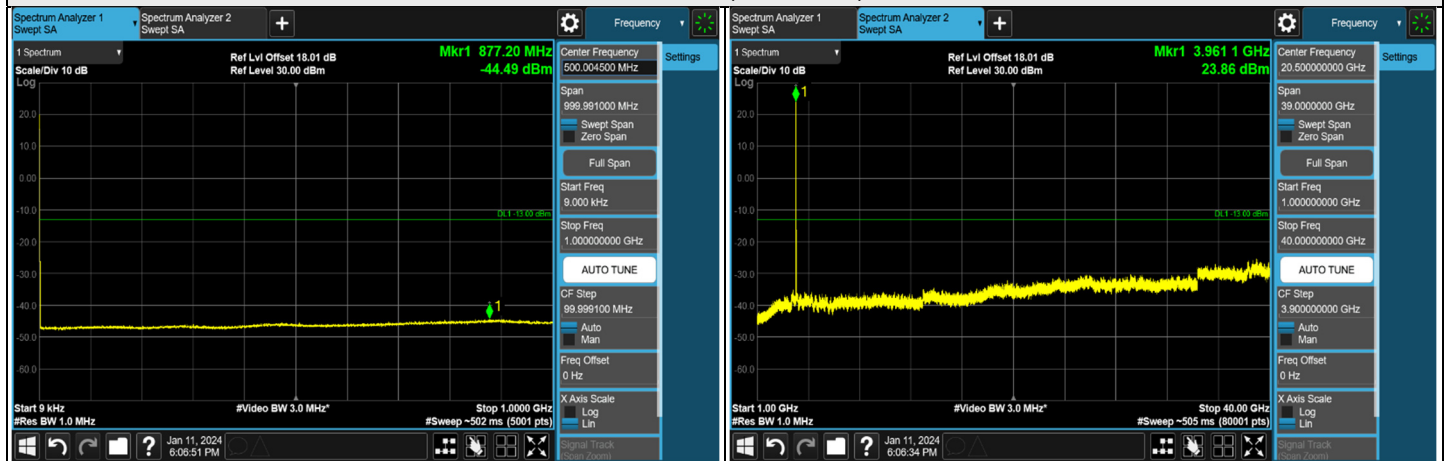 Spectrum Analyzer 1
Swept SA
Spectrum Analyzer 2
Swept SA
Frequency
1 Spectrum
Scale/Div 10 dB
Log
Ref Lvl Offset 18.01 dB
Ref Level 30.00 dBm
Mkr1 877.20 MHz
-44.49 dBm
20.0
10.0
0.00
-10.0
-20.0
-30.0
-40.0
-50.0
-60.0
DL1 -13.00 dBm
1
Start 9 kHz
#Res BW 1.0 MHz
#Video BW 3.0 MHz*
Stop 1.0000 GHz
#Sweep ~502 ms (5001 pts)
Center Frequency
500.004500 MHz
Span
999.991000 MHz
Swept Span
Zero Span
Full Span
Start Freq
9.000 kHz
Stop Freq
1.000000000 GHz
AUTO TUNE
CF Step
99.999100 MHz
Auto
Man
Freq Offset
0 Hz
X Axis Scale
Log
Lin
Signal Track
(Span Zoom)
Settings
?
Jan 11, 2024
6:06:51 PM
Spectrum Analyzer 1
Swept SA
Spectrum Analyzer 2
Swept SA
Frequency
1 Spectrum
Scale/Div 10 dB
Log
Ref Lvl Offset 18.01 dB
Ref Level 30.00 dBm
Mkr1 3.961 1 GHz
23.86 dBm
1
20.0
10.0
0.00
-10.0
-20.0
-30.0
-40.0
-50.0
-60.0
DL1 -13.00 dBm
Start 1.00 GHz
#Res BW 1.0 MHz
#Video BW 3.0 MHz*
Stop 40.00 GHz
#Sweep ~505 ms (80001 pts)
Center Frequency
20.500000000 GHz
Span
39.0000000 GHz
Swept Span
Zero Span
Full Span
Start Freq
1.000000000 GHz
Stop Freq
40.000000000 GHz
AUTO TUNE
CF Step
3.900000000 GHz
Auto
Man
Freq Offset
0 Hz
X Axis Scale
Log
Lin
Signal Track
(Span Zoom)
Settings
?
Jan 11, 2024
6:06:34 PM